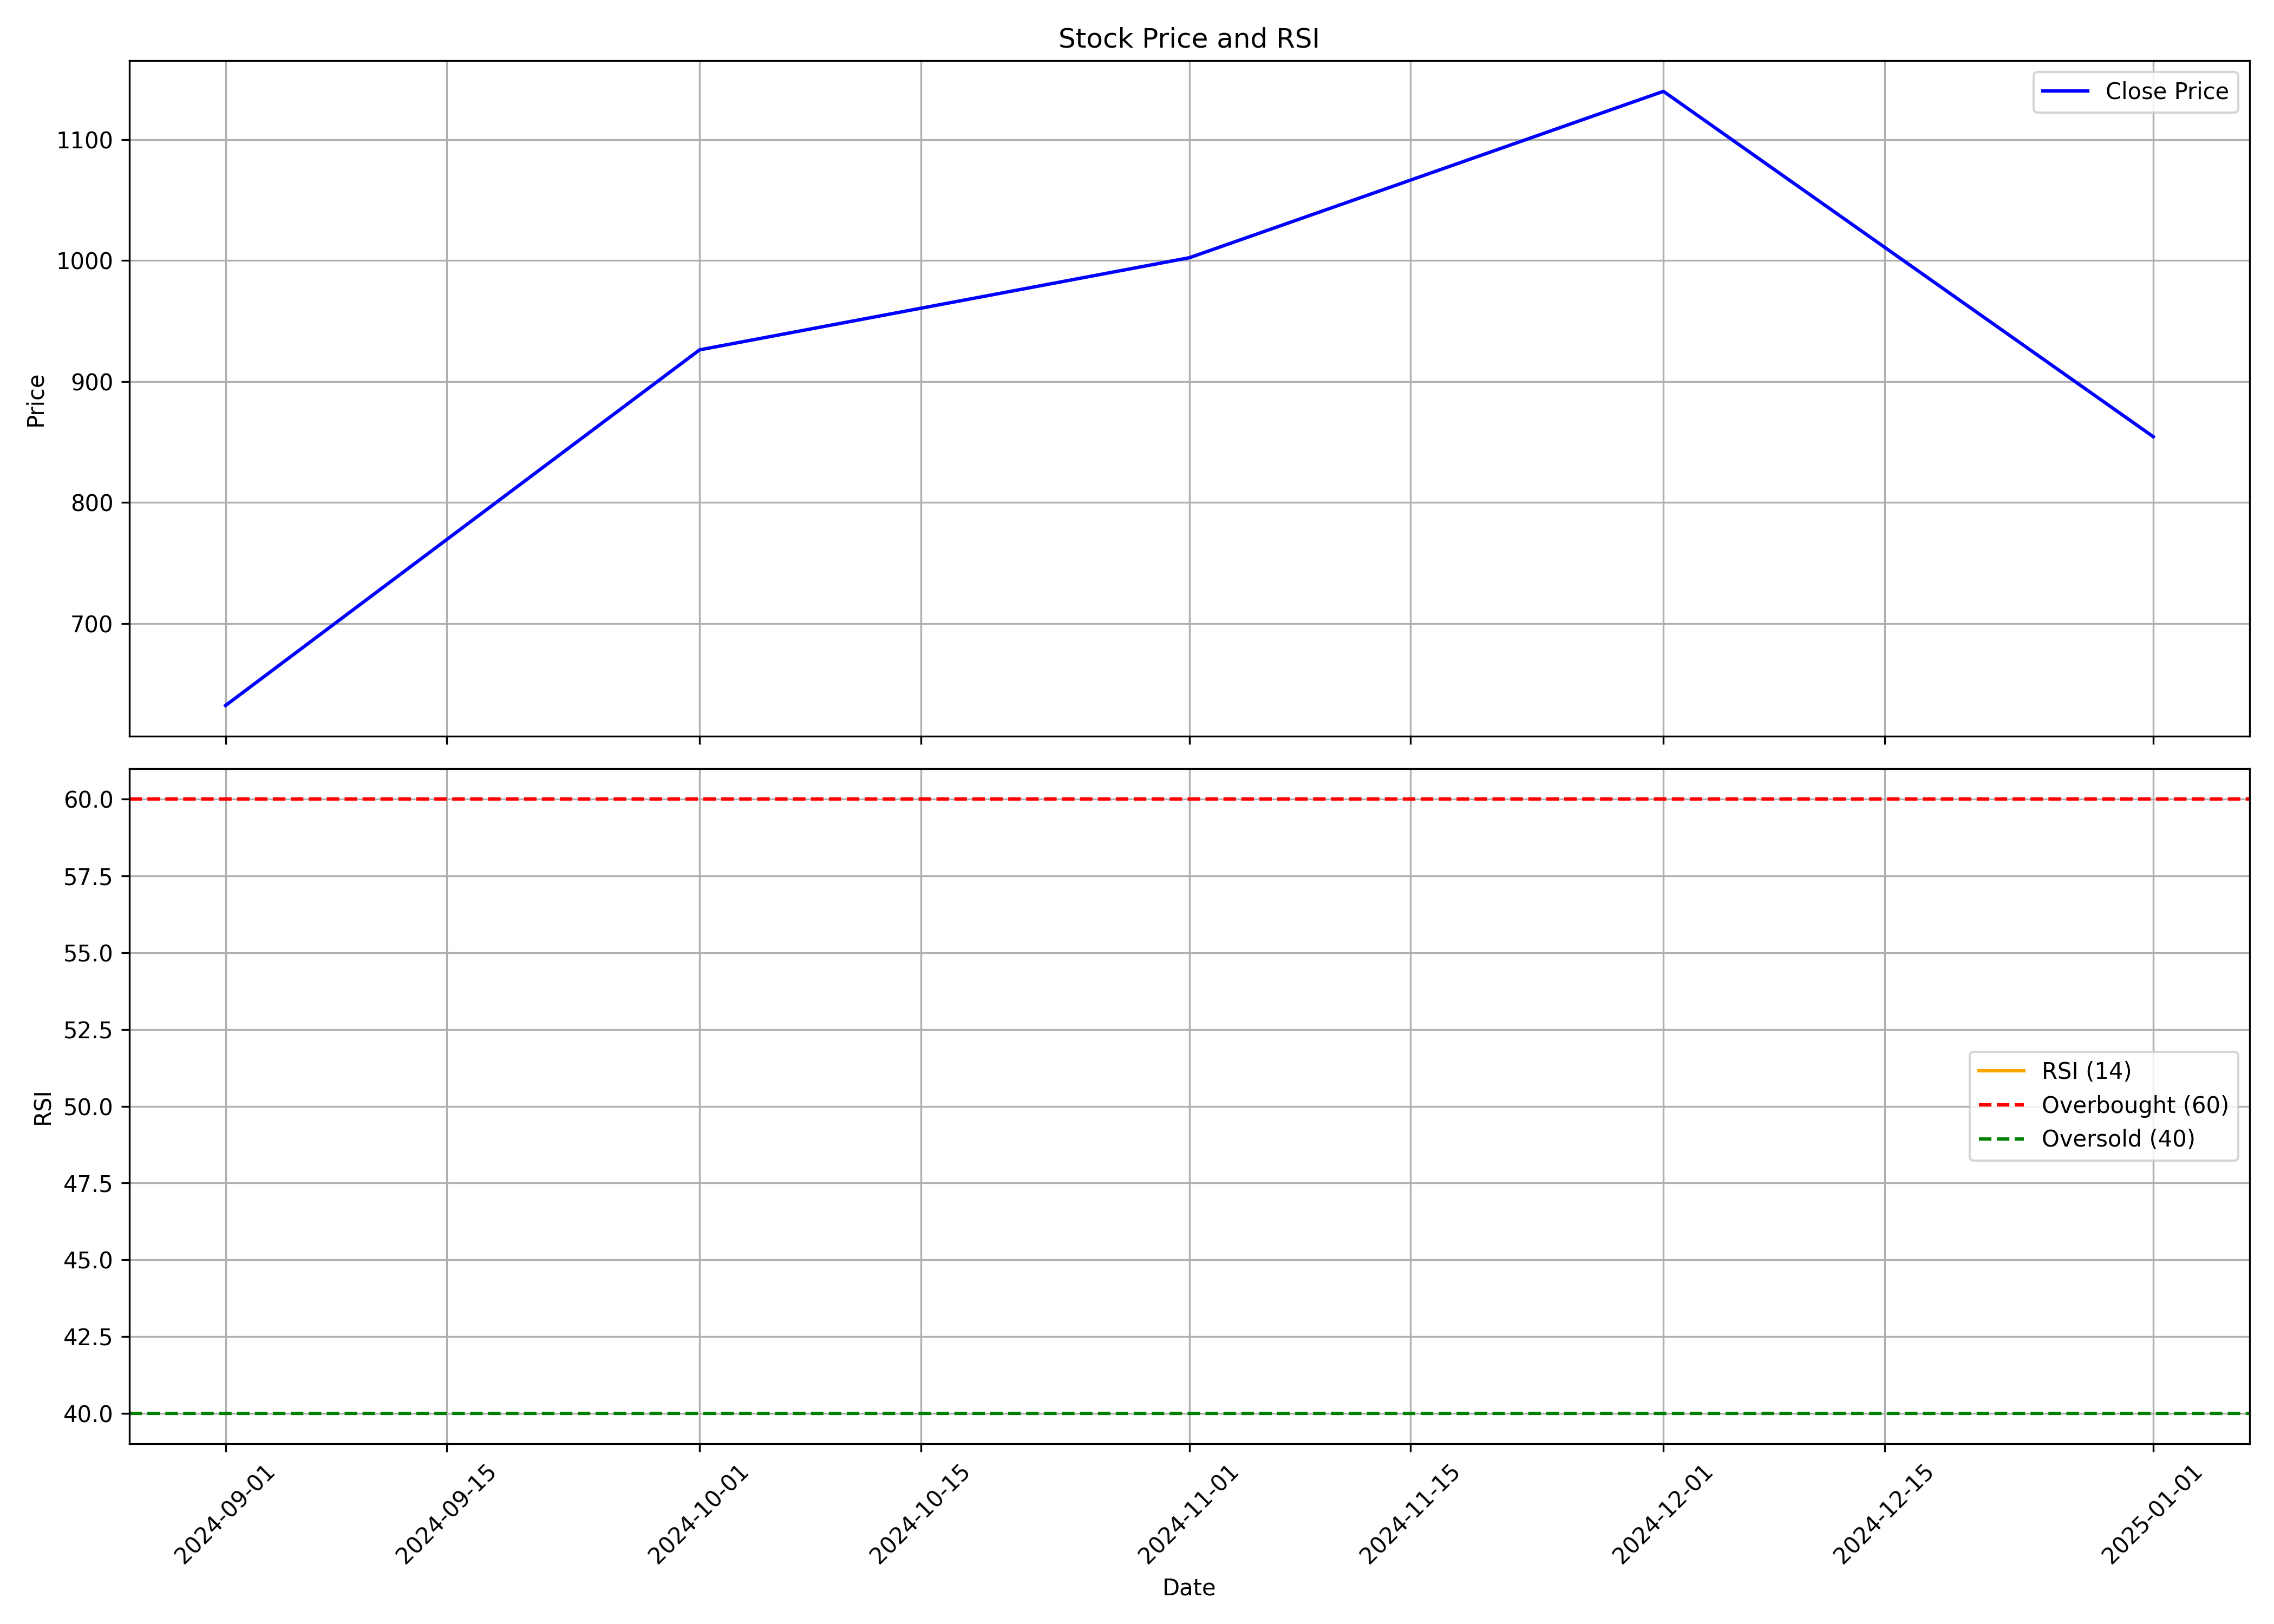 Stock Price and RSI
Close Price
Price
1100
1000
900
800
700
RSI
60.0
57.5
55.0
52.5
50.0
47.5
45.0
42.5
40.0
RSI (14)
Overbought (60)
Oversold (40)
2024-09-01
2024-09-15
2024-10-01
2024-10-15
2024-11-01
2024-11-15
2024-12-01
2024-12-15
2025-01-01
Date